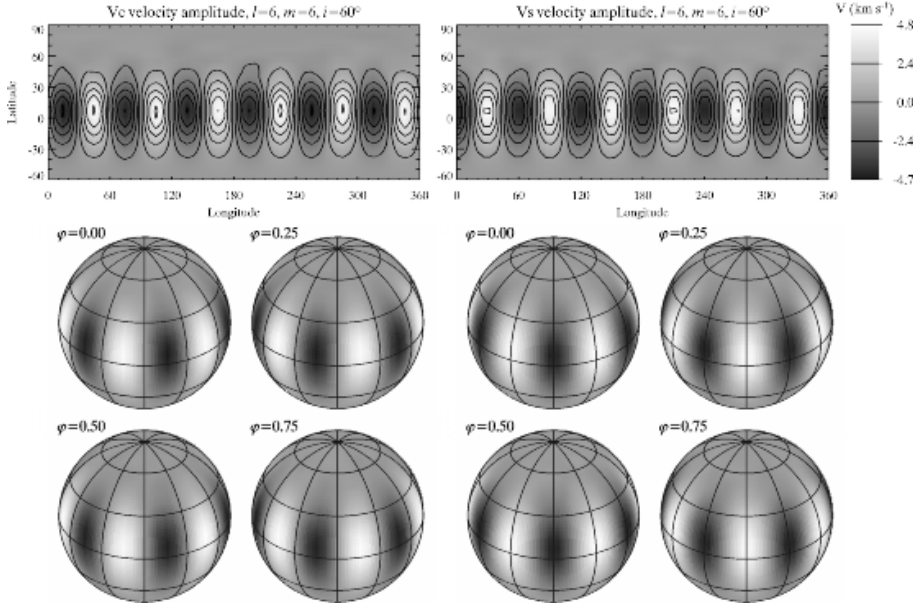 Vc velocity amplitude, l=6, m=6, i=60°
Vs velocity amplitude, l=6, m=6, i=60°
V (km s⁻¹)
90
60
30
0
-30
-60
Latitude
0 60 120 180 240 300 360
Longitude
90
60
30
0
-30
-60
0 60 120 180 240 300 360
Longitude
4.8
2.4
0.0
-2.4
-4.7
φ=0.00 φ=0.25 φ=0.00 φ=0.25
φ=0.50 φ=0.75 φ=0.50 φ=0.75